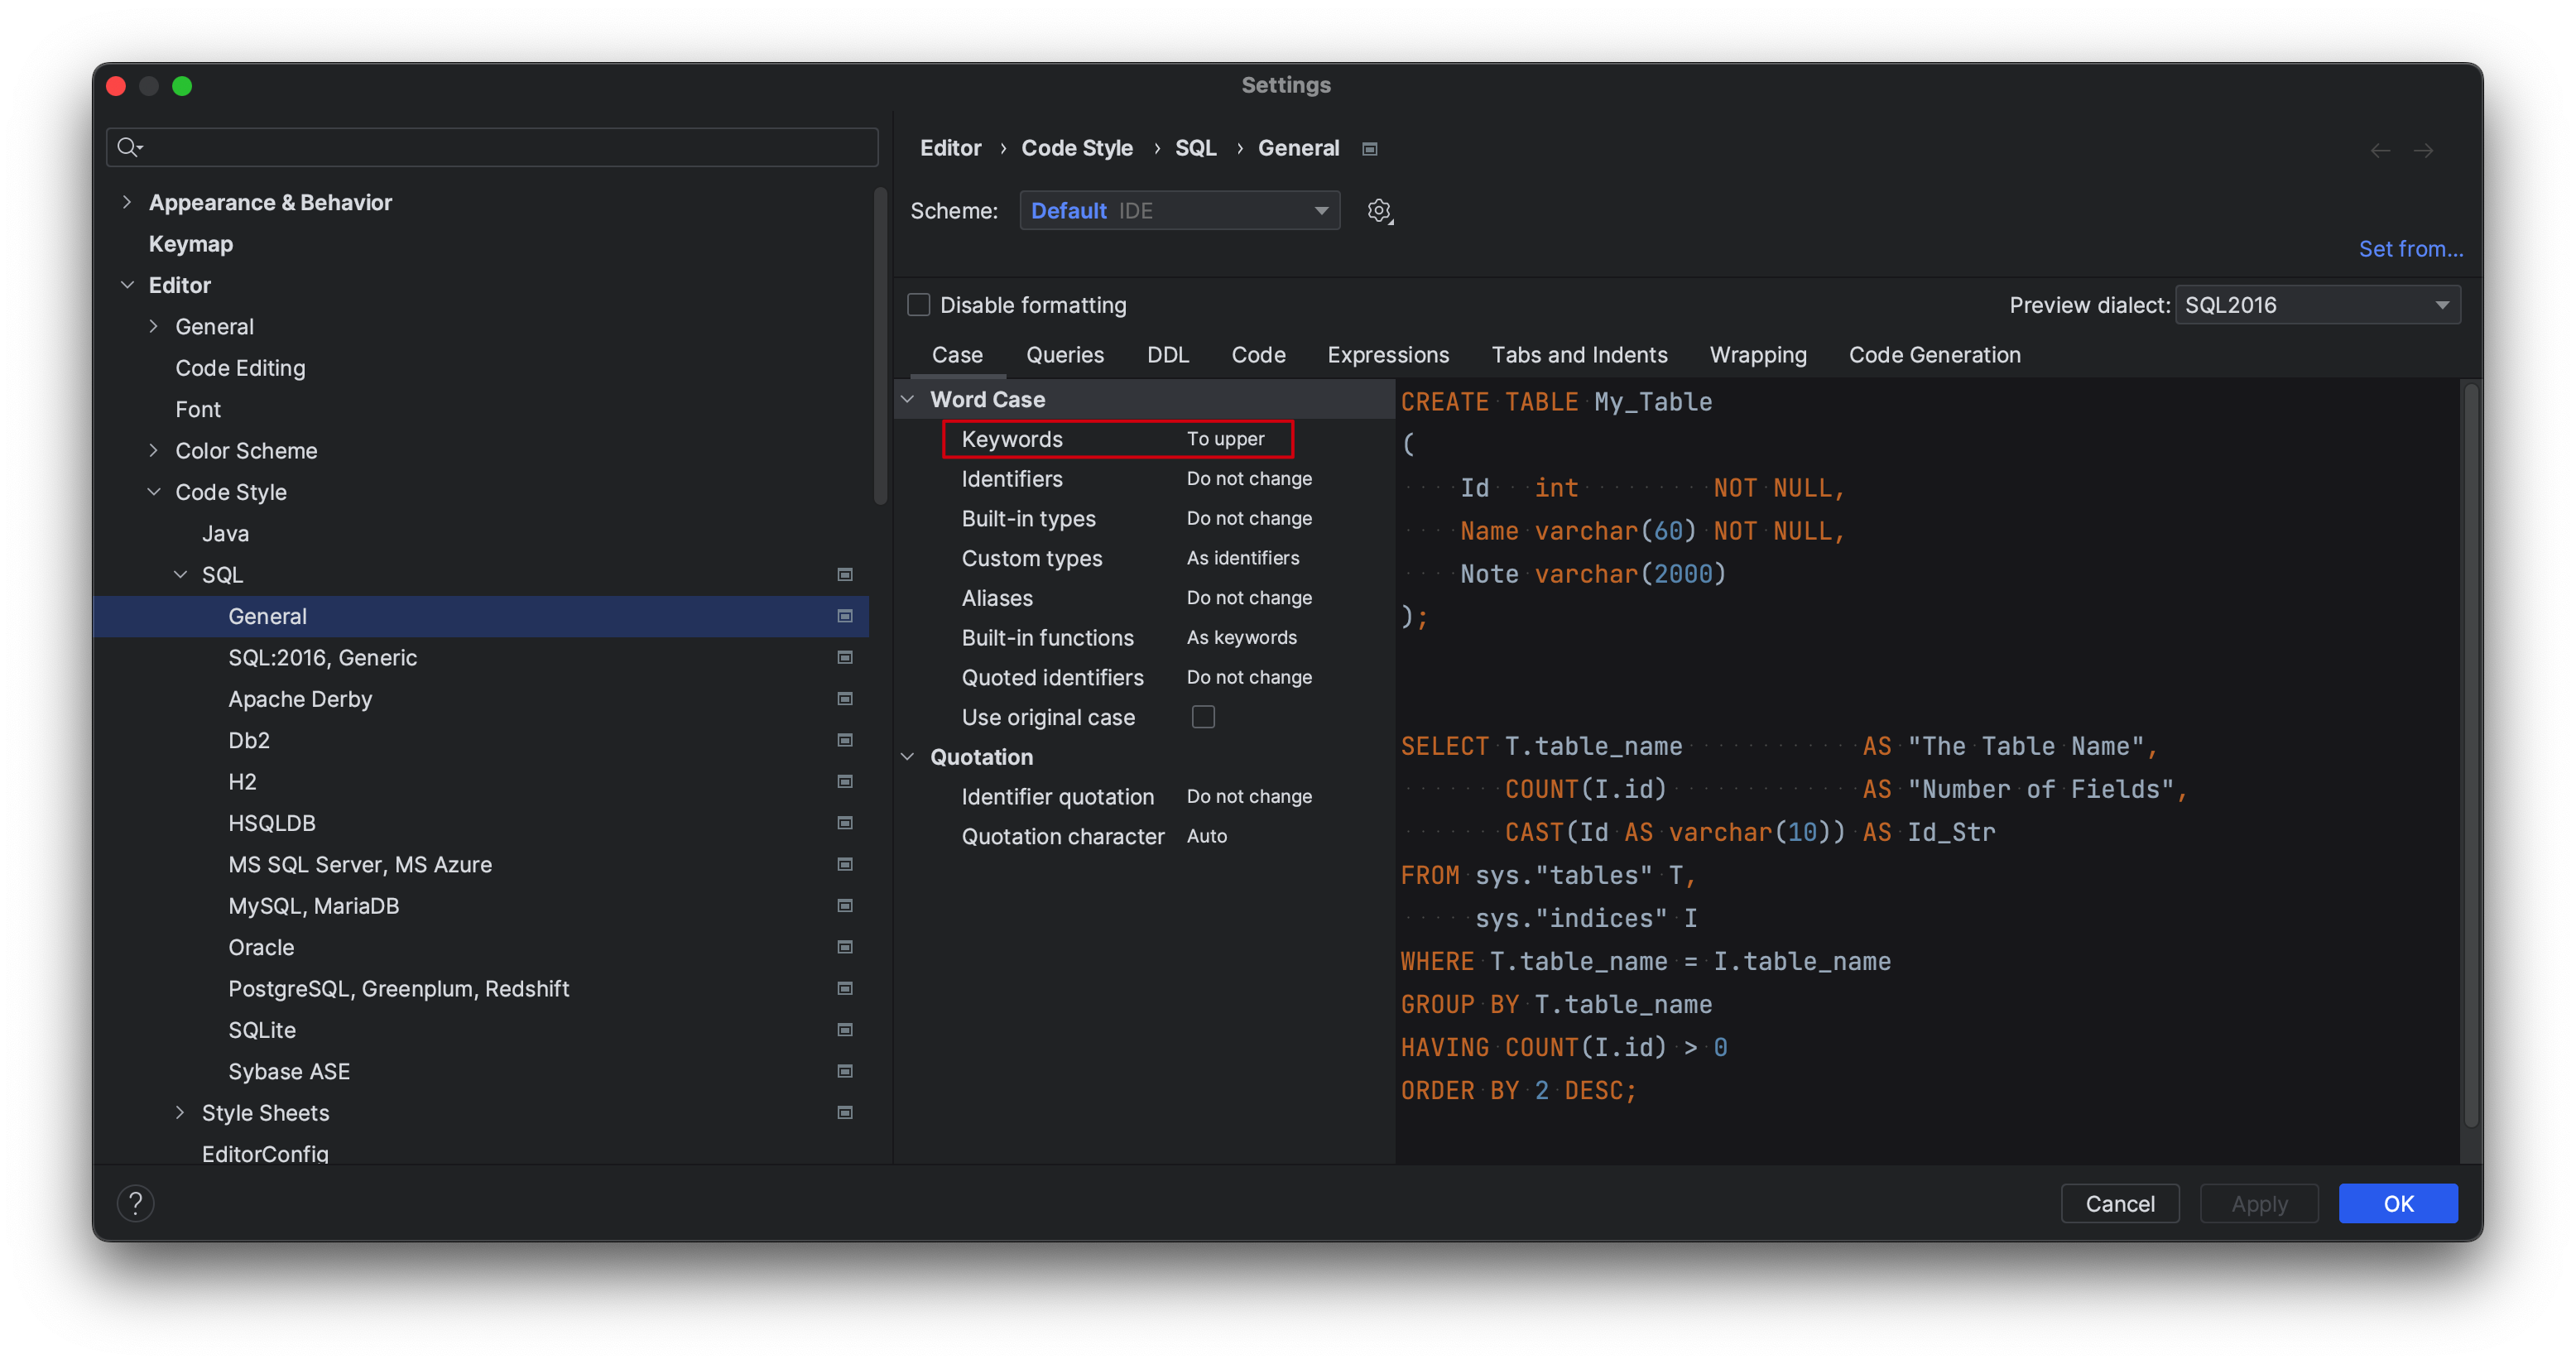 Settings
Appearance & Behavior
Keymap
Editor
General
Code Editing
Font
Color Scheme
Code Style
Java
SQL
General
SQL:2016, Generic
Apache Derby
Db2
H2
HSQLDB
MS SQL Server, MS Azure
MySQL, MariaDB
Oracle
PostgreSQL, Greenplum, Redshift
SQLite
Sybase ASE
Style Sheets
EditorConfig
?
Editor › Code Style › SQL › General
Scheme: Default IDE
Set from...
Disable formatting
Preview dialect: SQL2016
Case Queries DDL Code Expressions Tabs and Indents Wrapping Code Generation
Word Case
Keywords To upper
Identifiers Do not change
Built-in types Do not change
Custom types As identifiers
Aliases Do not change
Built-in functions As keywords
Quoted identifiers Do not change
Use original case
Quotation
Identifier quotation Do not change
Quotation character Auto
CREATE TABLE My_Table
(
    Id   int         NOT NULL,
    Name varchar(60) NOT NULL,
    Note varchar(2000)
);
SELECT T.table_name            AS "The Table Name",
       COUNT(I.id)             AS "Number of Fields",
       CAST(Id AS varchar(10)) AS Id_Str
FROM sys."tables" T,
     sys."indices" I
WHERE T.table_name = I.table_name
GROUP BY T.table_name
HAVING COUNT(I.id) > 0
ORDER BY 2 DESC;
Cancel Apply OK